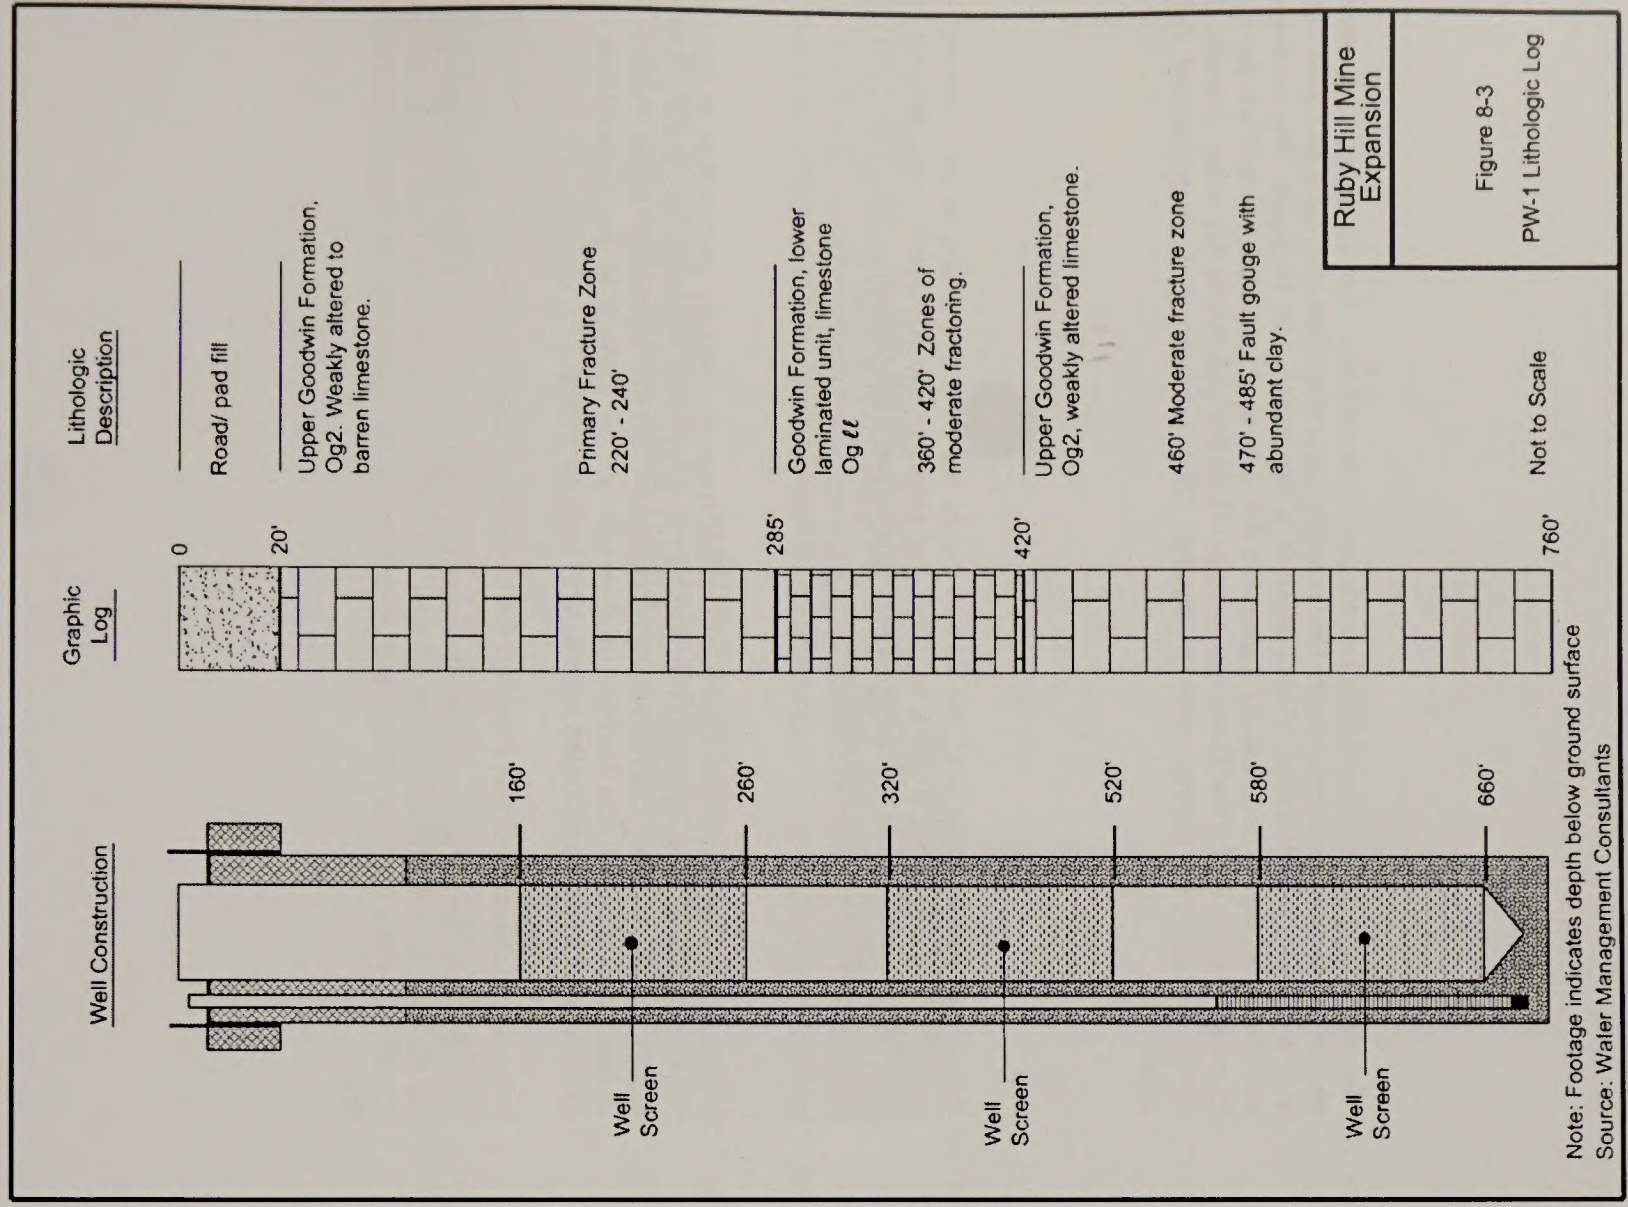 Well Construction
Graphic
Log
Lithologic
Description
160'
260'
320'
520'
580'
660'
Well
Screen
Well
Screen
Well
Screen
0
20'
285'
420'
760'
Road/ pad fill
Upper Goodwin Formation,
Og2. Weakly altered to
barren limestone.
Primary Fracture Zone
220' - 240'
Goodwin Formation, lower
laminated unit, limestone
Og ℓℓ
360' - 420' Zones of
moderate fractoring.
Upper Goodwin Formation,
Og2, weakly altered limestone.
460' Moderate fracture zone
470' - 485' Fault gouge with
abundant clay.
Not to Scale
Note: Footage indicates depth below ground surface
Source: Water Management Consultants
Ruby Hill Mine
Expansion
Figure 8-3
PW-1 Lithologic Log